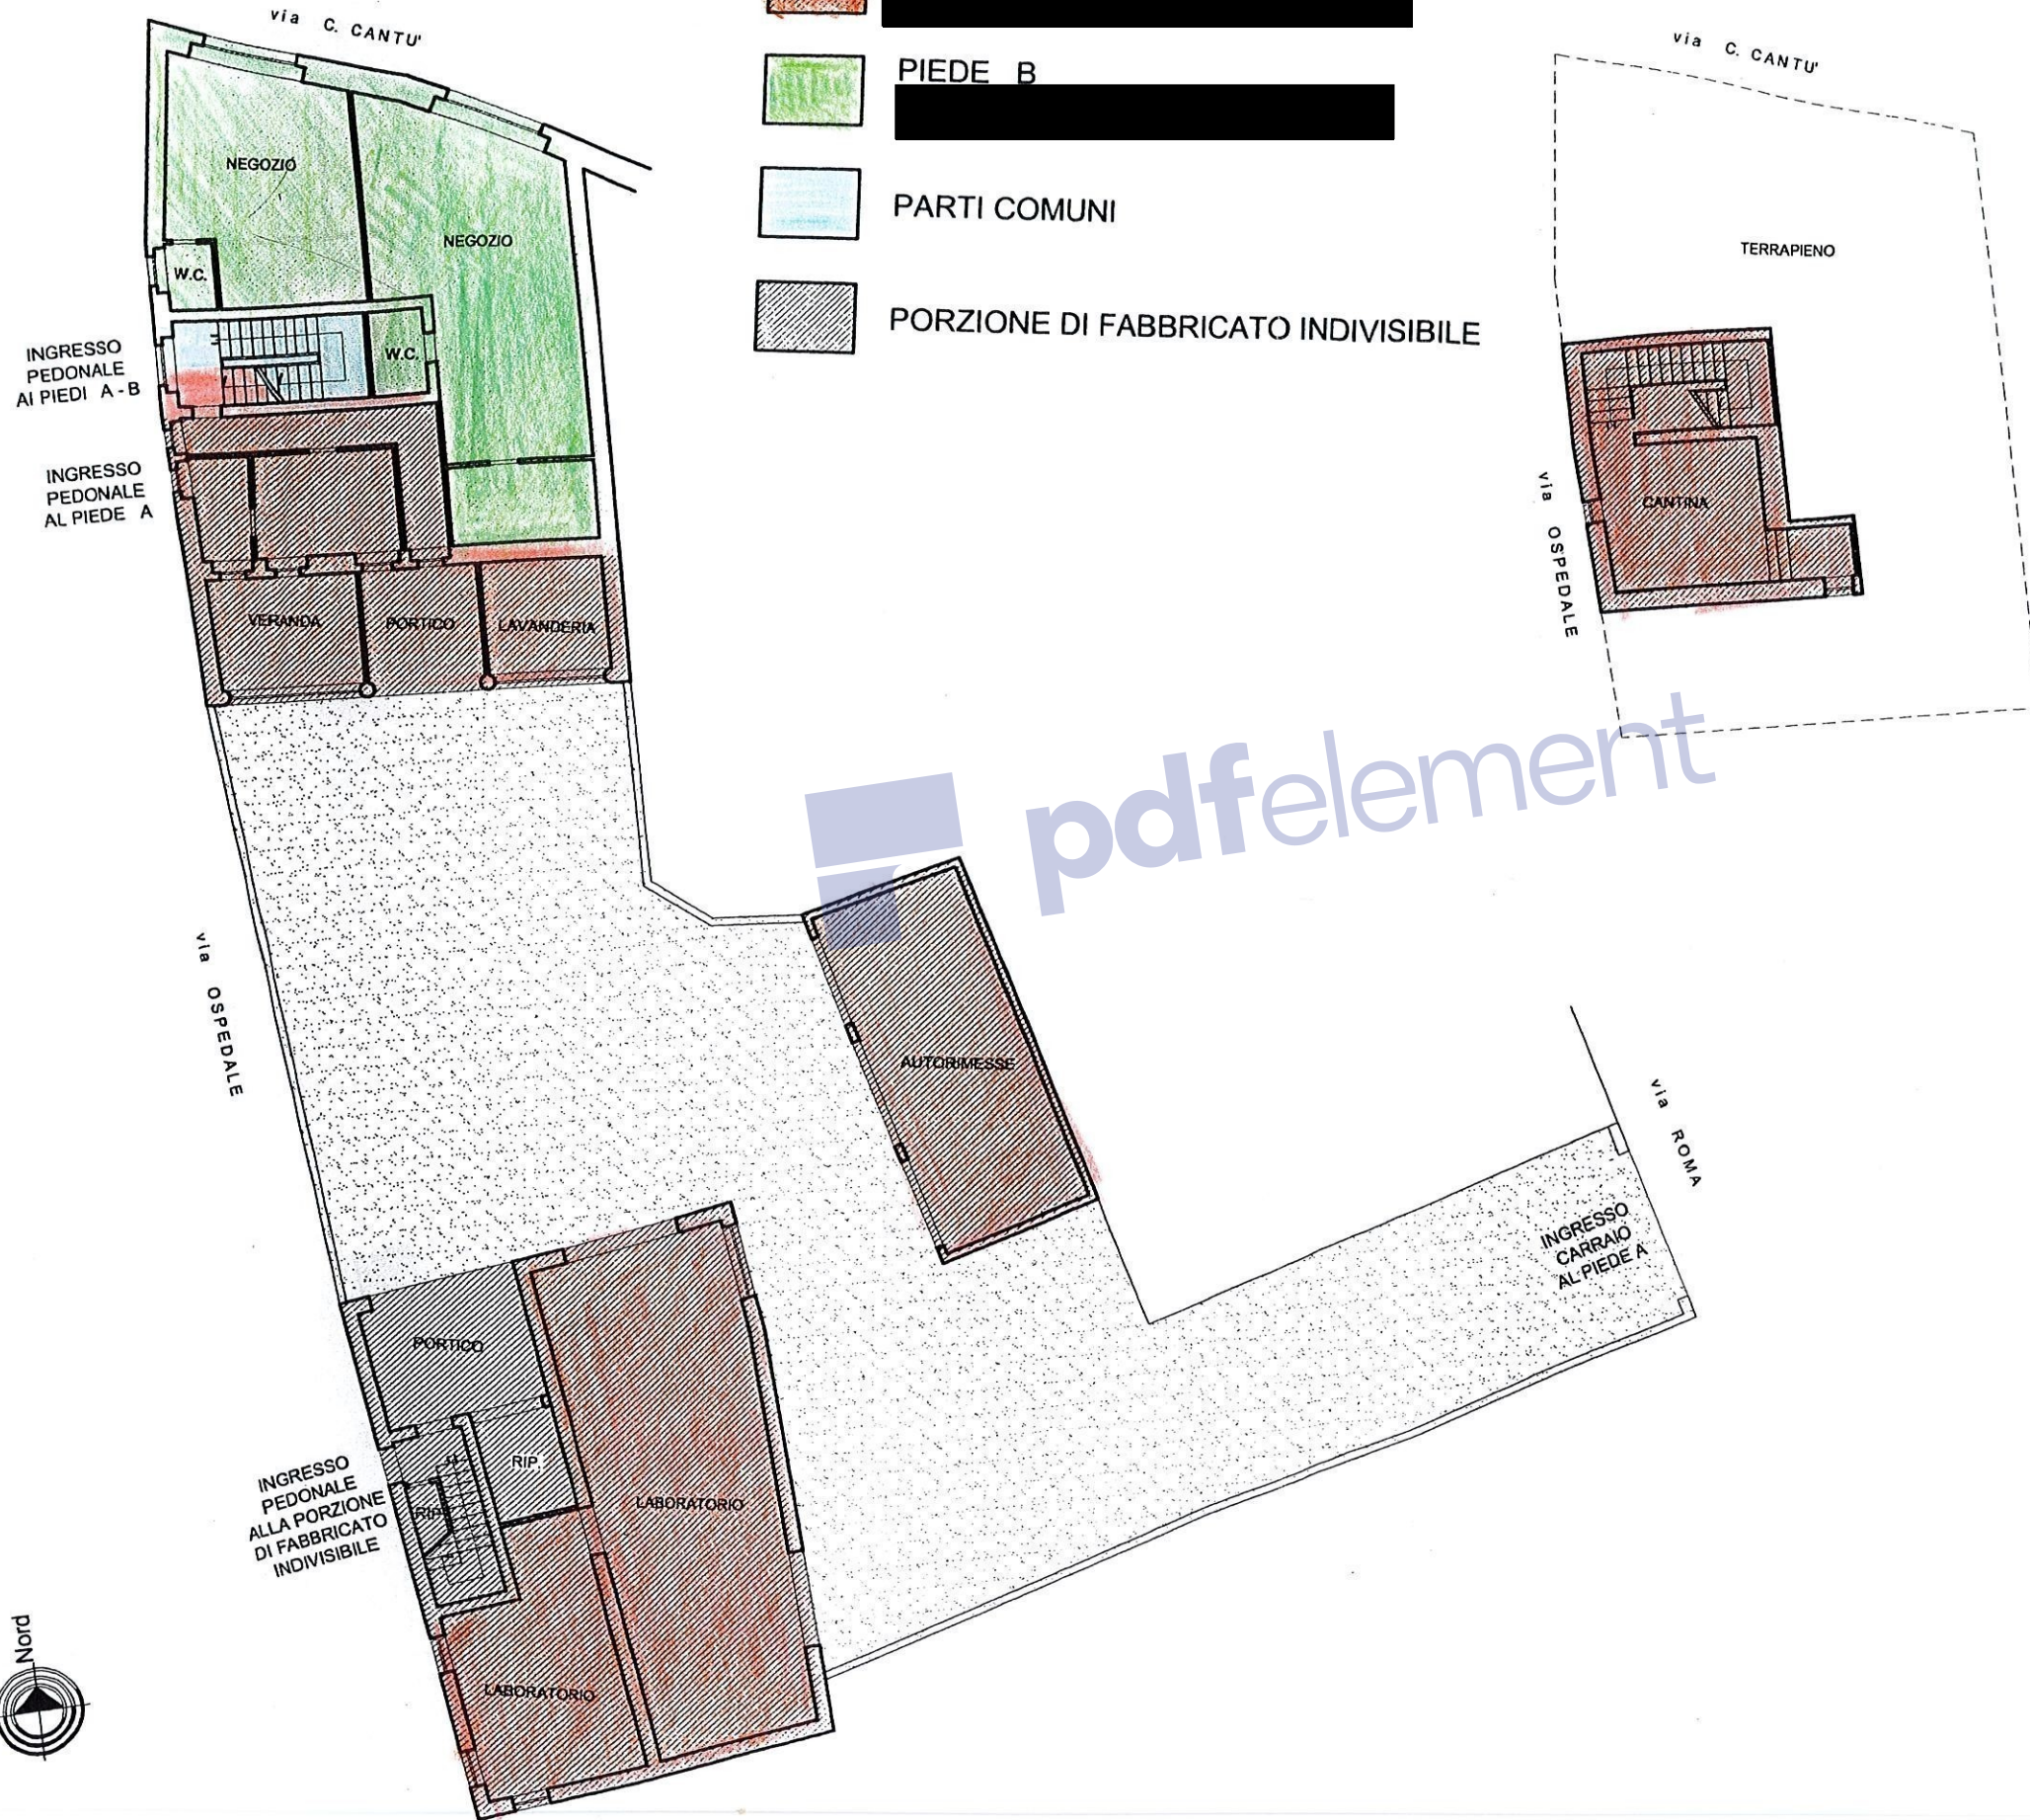 via C. CANTU'
PIEDE B
PARTI COMUNI
PORZIONE DI FABBRICATO INDIVISIBILE
via C. CANTU'
TERRAPIENO
CANTINA
via OSPEDALE
NEGOZIO
NEGOZIO
W.C.
W.C.
INGRESSO
PEDONALE
AI PIEDI A - B
INGRESSO
PEDONALE
AL PIEDE A
VERANDA
PORTICO
LAVANDERIA
pdfelement
via OSPEDALE
AUTORIMESSE
via ROMA
INGRESSO
CARRAIO
AL PIEDE A
PORTICO
RIP.
RIP.
LABORATORIO
LABORATORIO
INGRESSO
PEDONALE
ALLA PORZIONE
DI FABBRICATO
INDIVISIBILE
Nord